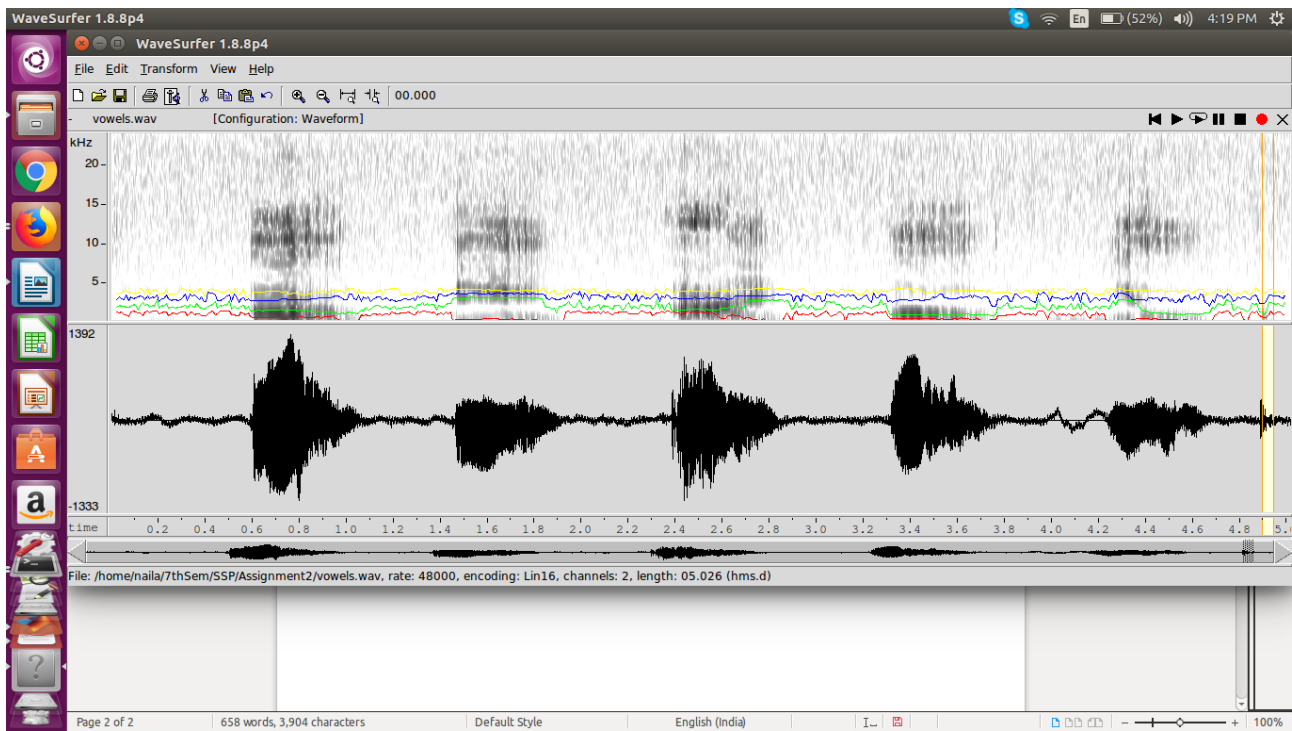 WaveSurfer 1.8.8p4 S En (52%) 4:19 PM
WaveSurfer 1.8.8p4
File Edit Transform View Help
00.000
- vowels.wav [Configuration: Waveform]
kHz
20
15
10
5
1392
-1333
time 0.2 0.4 0.6 0.8 1.0 1.2 1.4 1.6 1.8 2.0 2.2 2.4 2.6 2.8 3.0 3.2 3.4 3.6 3.8 4.0 4.2 4.4 4.6 4.8 5.
File: /home/naila/7thSem/SSP/Assignment2/vowels.wav, rate: 48000, encoding: Lin16, channels: 2, length: 05.026 (hms.d)
A
a
>_
?
Page 2 of 2 658 words, 3,904 characters Default Style English (India) 100%